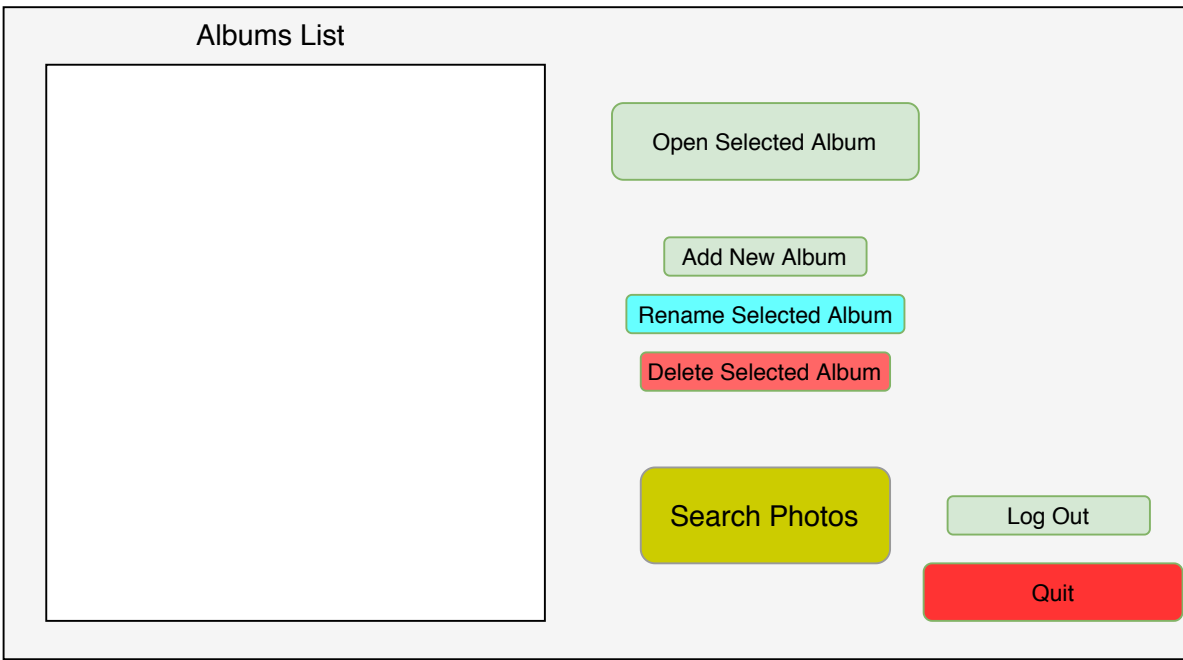 Albums List
Open Selected Album
Add New Album
Rename Selected Album
Delete Selected Album
Search Photos
Log Out
Quit